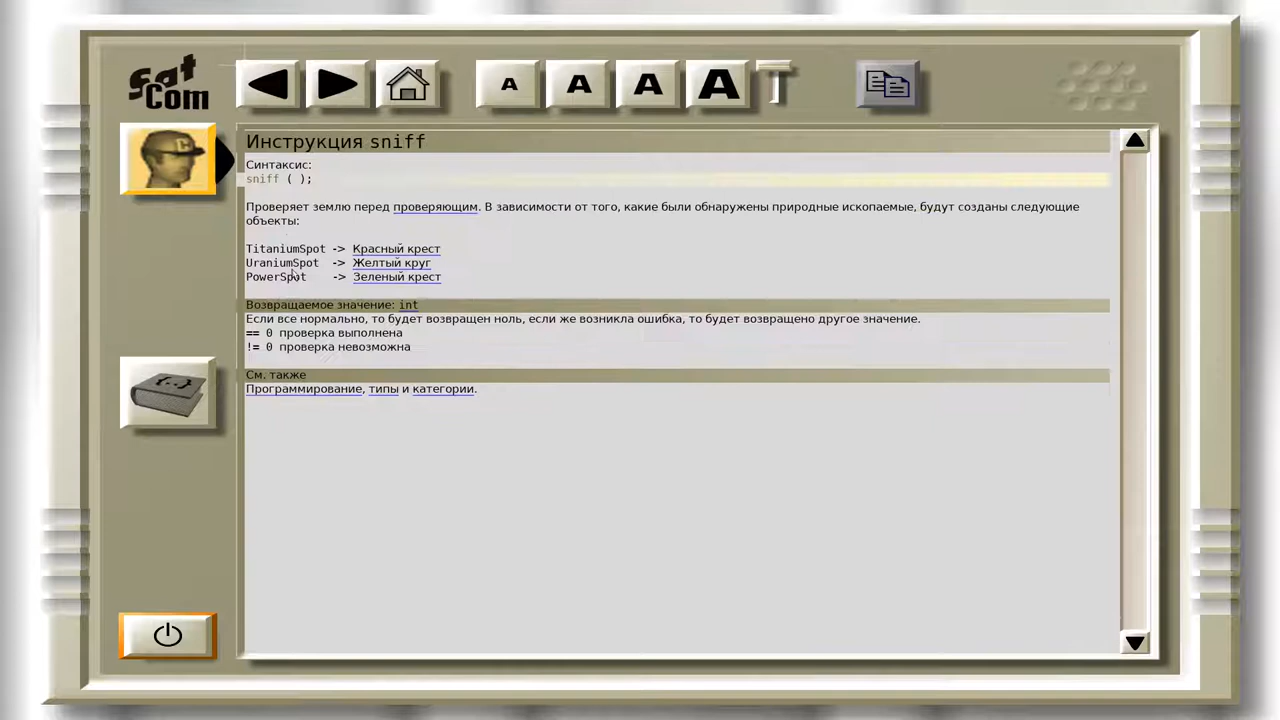 Sat
Com
A A A A T
Инструкция sniff
Синтаксис:
sniff ( );
Проверяет землю перед проверяющим. В зависимости от того, какие были обнаружены природные ископаемые, будут созданы следующие
объекты:
TitaniumSpot -> Красный крест
UraniumSpot -> Желтый круг
PowerSpot -> Зеленый крест
Возвращаемое значение: int
Если все нормально, то будет возвращен ноль, если же возникла ошибка, то будет возвращено другое значение.
== 0 проверка выполнена
!= 0 проверка невозможна
См. также
Программирование, типы и категории.
{..}